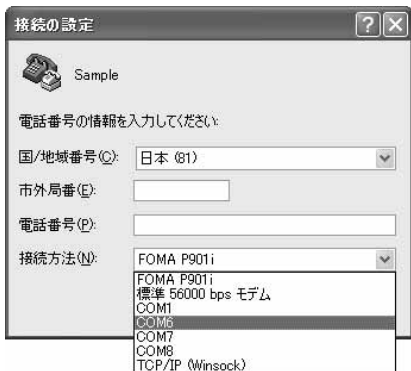 接続の設定
Sample
電話番号の情報を入力してください:
国/地域番号(C): 日本 (81)
市外局番(E):
電話番号(P):
接続方法(N): FOMA P901i
FOMA P901i
標準 56000 bps モデム
COM1
COM6
COM7
COM8
TCP/IP (Winsock)